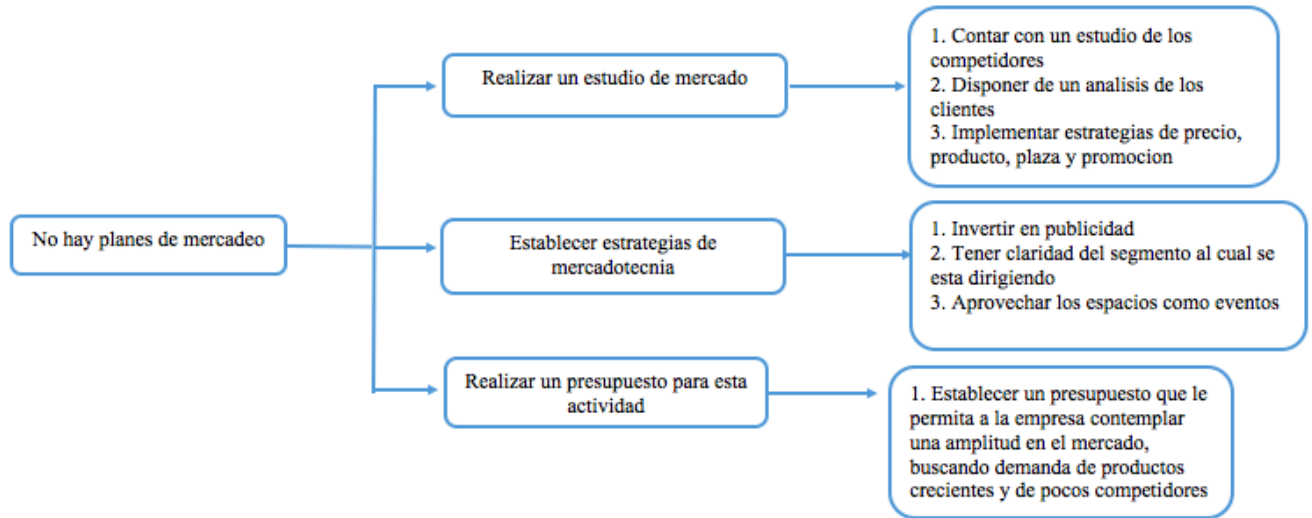 No hay planes de mercadeo
Realizar un estudio de mercado
1. Contar con un estudio de los
competidores
2. Disponer de un analisis de los
clientes
3. Implementar estrategias de precio,
producto, plaza y promocion
Establecer estrategias de
mercadotecnia
1. Invertir en publicidad
2. Tener claridad del segmento al cual se
esta dirigiendo
3. Aprovechar los espacios como eventos
Realizar un presupuesto para esta
actividad
1. Establecer un presupuesto que le
permita a la empresa contemplar
una amplitud en el mercado,
buscando demanda de productos
crecientes y de pocos competidores